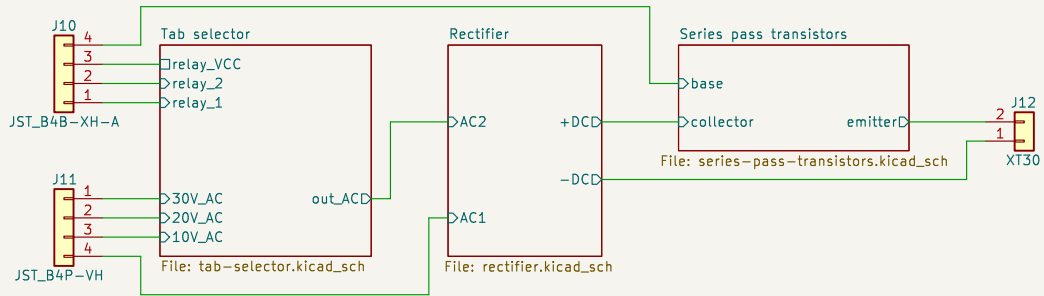 J10
4
3
2
1
JST_B4B-XH-A
J11
1
2
3
4
JST_B4P-VH
Tab selector
relay_VCC
relay_2
relay_1
30V_AC
20V_AC
10V_AC
out_AC
File: tab-selector.kicad_sch
Rectifier
AC2
AC1
+DC
-DC
File: rectifier.kicad_sch
Series pass transistors
base
collector
emitter
File: series-pass-transistors.kicad_sch
J12
2
1
XT30